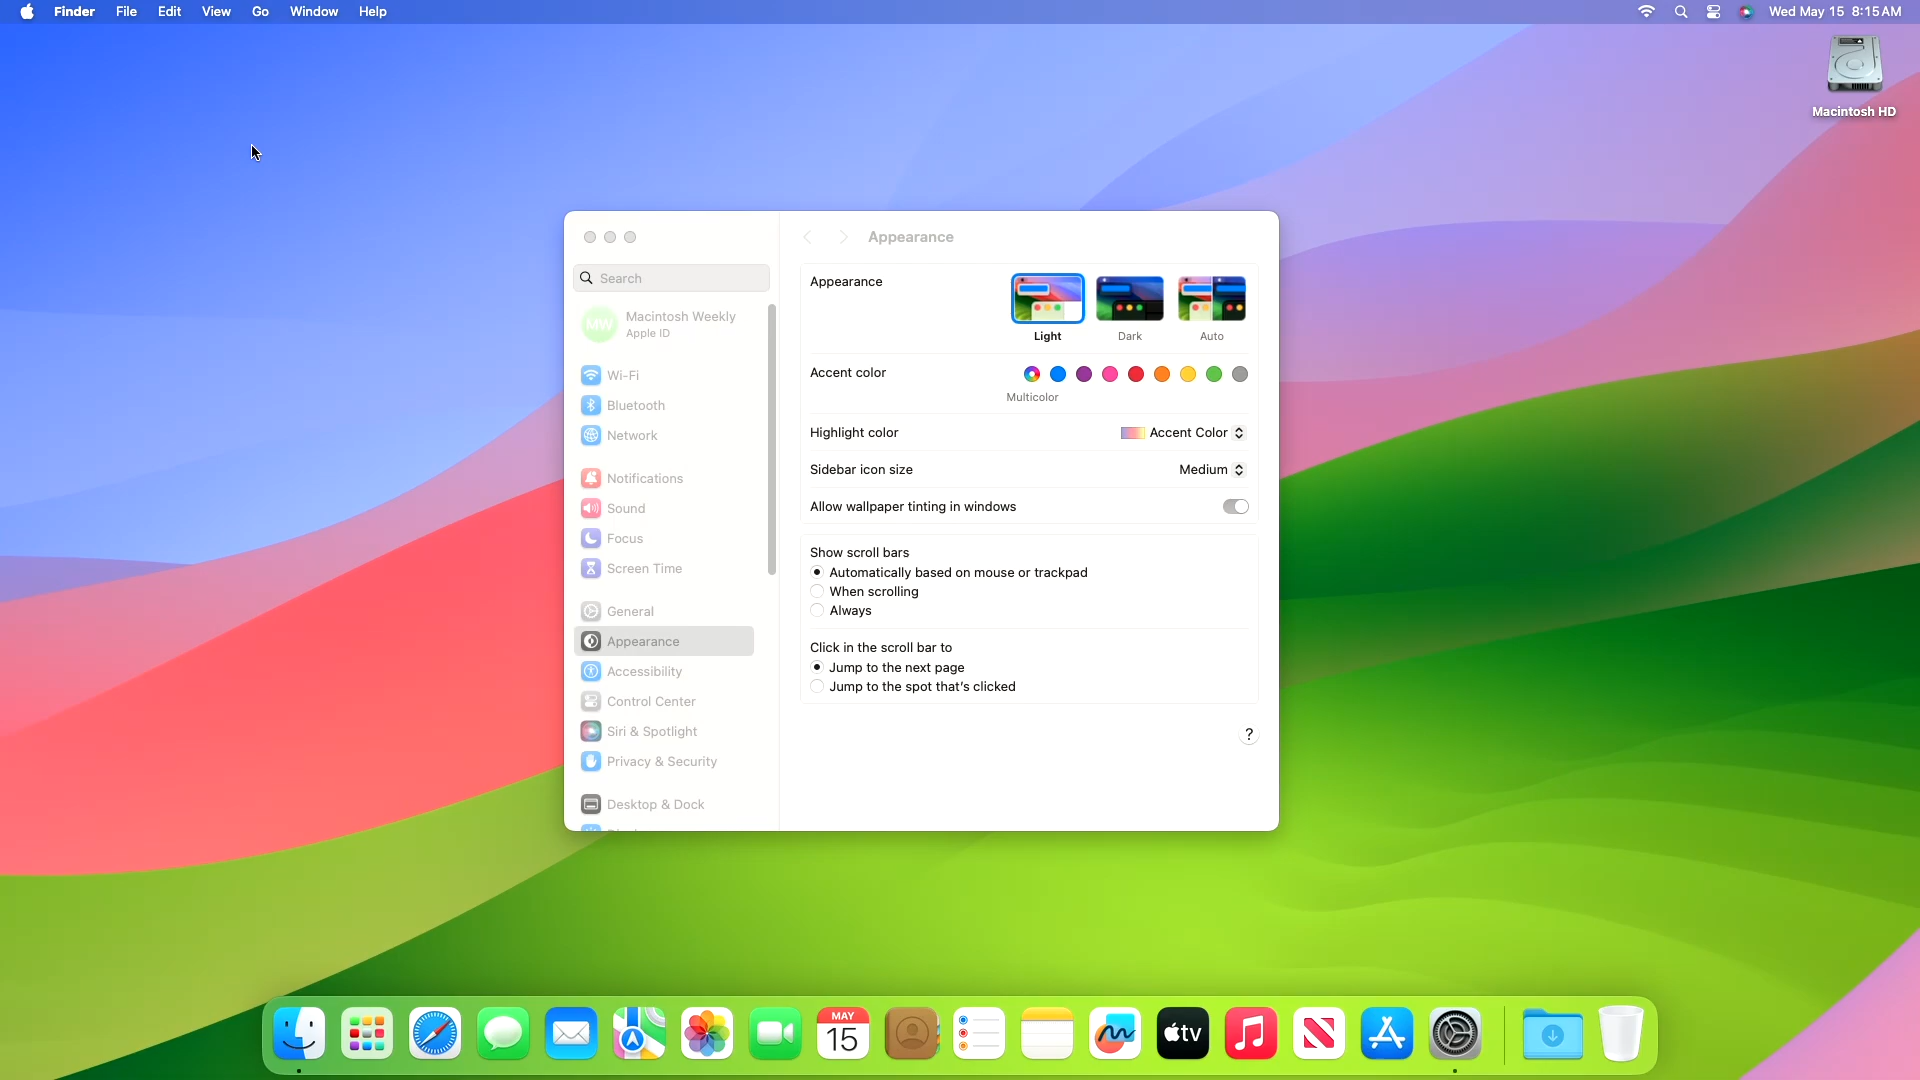 Finder File Edit View Go Window Help Wed May 15 8:15 AM
Macintosh HD
Appearance
Search
MW
Macintosh Weekly
Apple ID
Wi-Fi
Bluetooth
Network
Notifications
Sound
Focus
Screen Time
General
Appearance
Accessibility
Control Center
Siri & Spotlight
Privacy & Security
Desktop & Dock
Appearance
Light Dark Auto
Accent color
Multicolor
Highlight color Accent Color
Sidebar icon size Medium
Allow wallpaper tinting in windows
Show scroll bars
Automatically based on mouse or trackpad
When scrolling
Always
Click in the scroll bar to
Jump to the next page
Jump to the spot that's clicked
?
MAY
15
tv